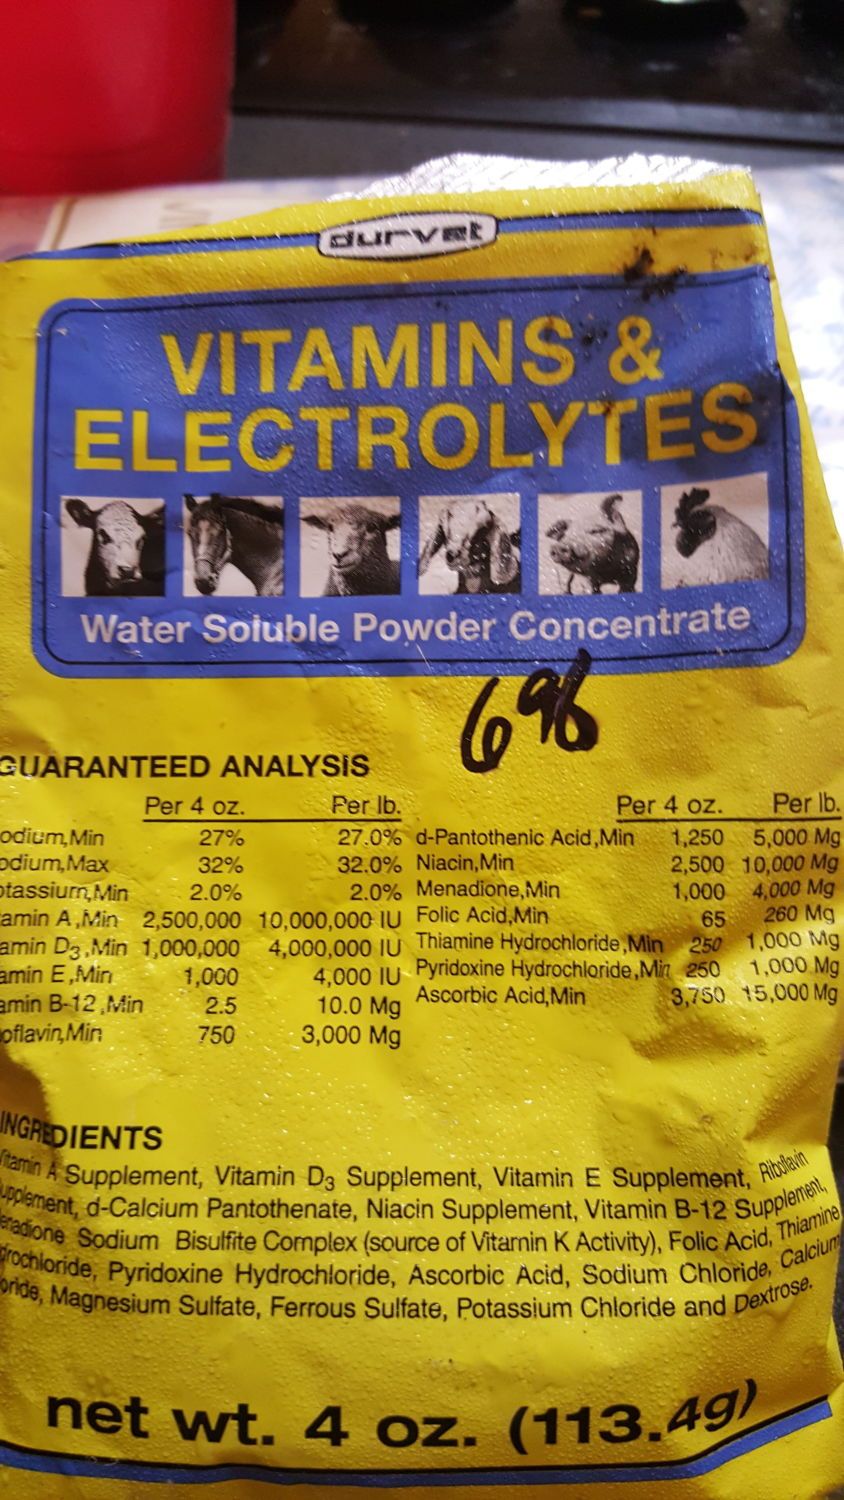 durvet
VITAMINS &
ELECTROLYTES
Water Soluble Powder Concentrate
698
GUARANTEED ANALYSIS
Per 4 oz. Per lb.
odium,Min 27% 27.0%
odium,Max 32% 32.0%
otassium,Min 2.0% 2.0%
amin A,Min 2,500,000 10,000,000 IU
amin D3,Min 1,000,000 4,000,000 IU
amin E,Min 1,000 4,000 IU
amin B-12,Min 2.5 10.0 Mg
oflavin,Min 750 3,000 Mg
Per 4 oz. Per lb.
d-Pantothenic Acid,Min 1,250 5,000 Mg
Niacin,Min 2,500 10,000 Mg
Menadione,Min 1,000 4,000 Mg
Folic Acid,Min 65 260 Mg
Thiamine Hydrochloride,Min 250 1,000 Mg
Pyridoxine Hydrochloride,Min 250 1,000 Mg
Ascorbic Acid,Min 3,750 15,000 Mg
INGREDIENTS
Vitamin A Supplement, Vitamin D3 Supplement, Vitamin E Supplement, Riboflavin
upplement, d-Calcium Pantothenate, Niacin Supplement, Vitamin B-12 Supplement,
enadione Sodium Bisulfite Complex (source of Vitamin K Activity), Folic Acid, Thiamine
drochloride, Pyridoxine Hydrochloride, Ascorbic Acid, Sodium Chloride, Calcium
oride, Magnesium Sulfate, Ferrous Sulfate, Potassium Chloride and Dextrose.
net wt. 4 oz. (113.4g)